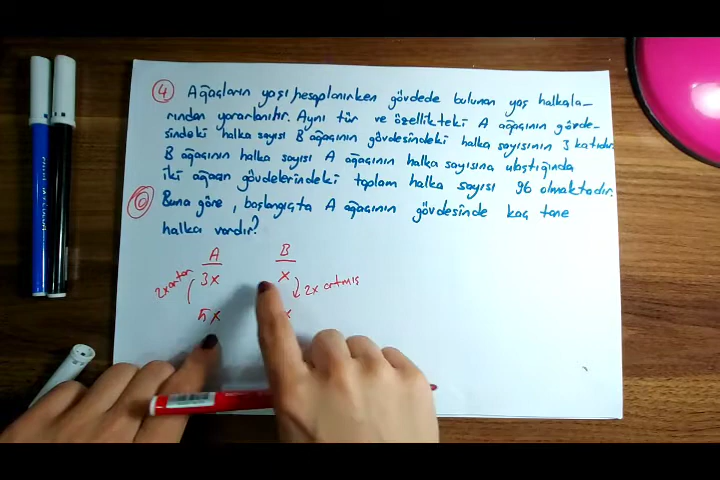 ④ Ağaçların yaşı hesaplanırken gövdede bulunan yaş halkala-
rından yararlanılır. Aynı tür ve özellikteki A ağacının gövde-
sindeki halka sayısı B ağacının gövdesindeki halka sayısının 3 katıdır.
B ağacının halka sayısı A ağacının halka sayısına ulaştığında
iki ağacın gövdelerindeki toplam halka sayısı 96 olmaktadır.
Buna göre, başlangıçta A ağacının gövdesinde kaç tane
halka vardır?
A B
2x artar 3x x 2x artmış
5x x